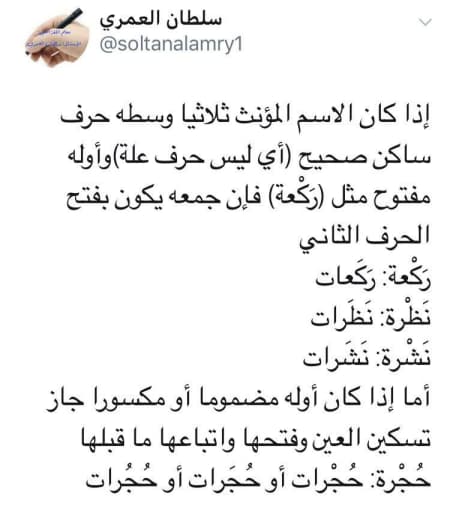 سلطان العمري
@soltanalamry1
إذا كان الاسم المؤنث ثلاثيا وسطه حرف
ساكن صحيح (أي ليس حرف علة)وأوله
مفتوح مثل (رَكْعة) فإن جمعه يكون بفتح
الحرف الثاني
رَكْعة: رَكَعات
نَظْرة: نَظَرات
نَشْرة: نَشَرات
أما إذا كان أوله مضموما أو مكسورا جاز
تسكين العين وفتحها واتباعها ما قبلها
حُجْرة: حُجْرات أو حُجَرات أو حُجُرات